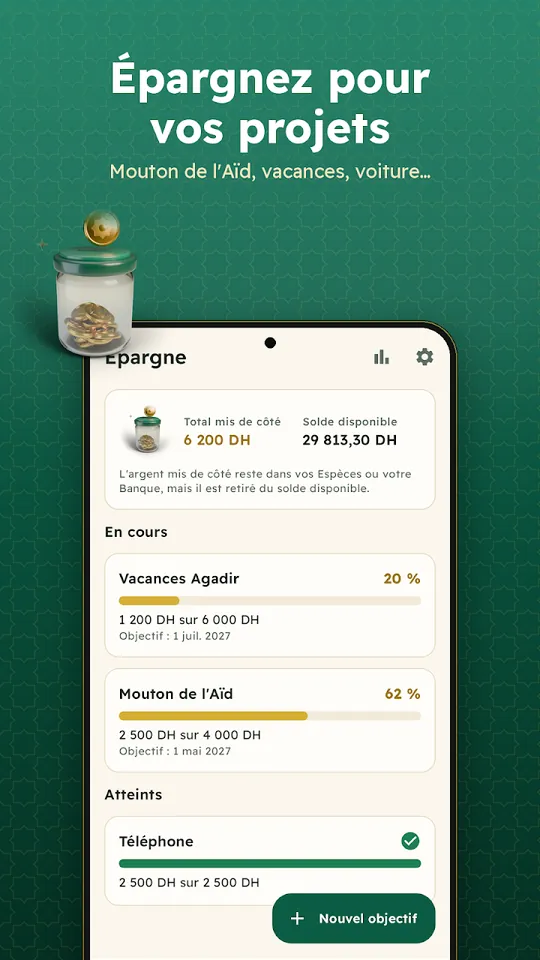 Épargnez pour
vos projets
Mouton de l'Aïd, vacances, voiture...
Épargne
Total mis de côté
Solde disponible
6 200 DH
29 813,30 DH
L'argent mis de côté reste dans vos Espèces ou votre
Banque, mais il est retiré du solde disponible.
En cours
Vacances Agadir
20 %
1 200 DH sur 6 000 DH
Objectif : 1 juil. 2027
Mouton de l'Aïd
62 %
2 500 DH sur 4 000 DH
Objectif : 1 mai 2027
Atteints
Téléphone
2 500 DH sur 2 500 DH
+ Nouvel objectif